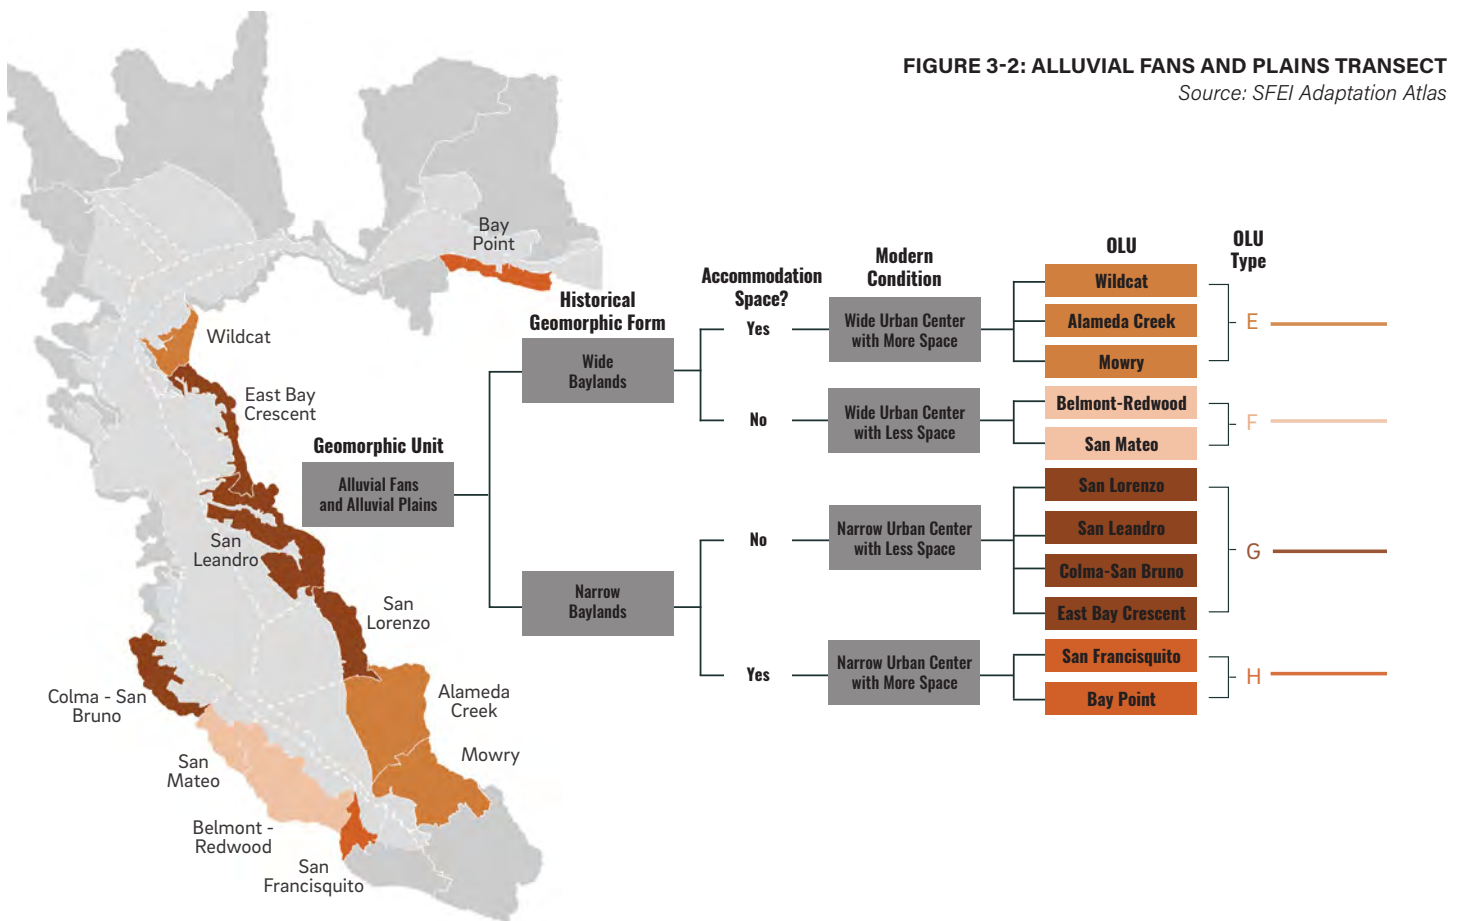 FIGURE 3-2: ALLUVIAL FANS AND PLAINS TRANSECT
Source: SFEI Adaptation Atlas
Bay
Point
Wildcat
East Bay
Crescent
San
Leandro
San
Lorenzo
Colma - San
Bruno
Alameda
Creek
Mowry
San
Mateo
Belmont -
Redwood
San
Francisquito
Geomorphic Unit
Alluvial Fans
and Alluvial Plains
Historical
Geomorphic Form
Wide
Baylands
Narrow
Baylands
Accommodation
Space?
Yes
No
No
Yes
Modern
Condition
Wide Urban Center
with More Space
Wide Urban Center
with Less Space
Narrow Urban Center
with Less Space
Narrow Urban Center
with More Space
OLU
Wildcat
Alameda Creek
Mowry
Belmont-Redwood
San Mateo
San Lorenzo
San Leandro
Colma-San Bruno
East Bay Crescent
San Francisquito
Bay Point
OLU
Type
E
F
G
H